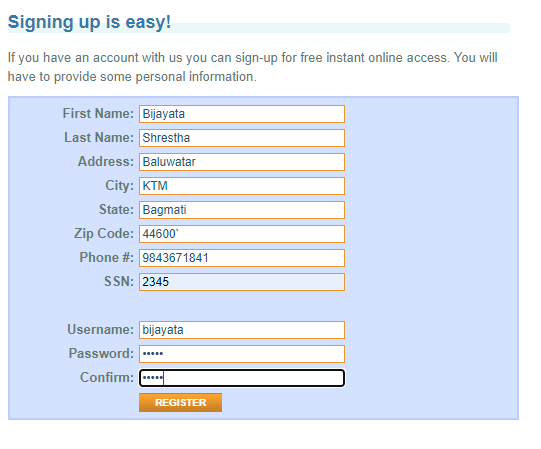 Signing up is easy!
If you have an account with us you can sign-up for free instant online access. You will
have to provide some personal information.
First Name: Bijayata
Last Name: Shrestha
Address: Baluwatar
City: KTM
State: Bagmati
Zip Code: 44600`
Phone #: 9843671841
SSN: 2345
Username: bijayata
Password: •••••
Confirm: •••••
REGISTER